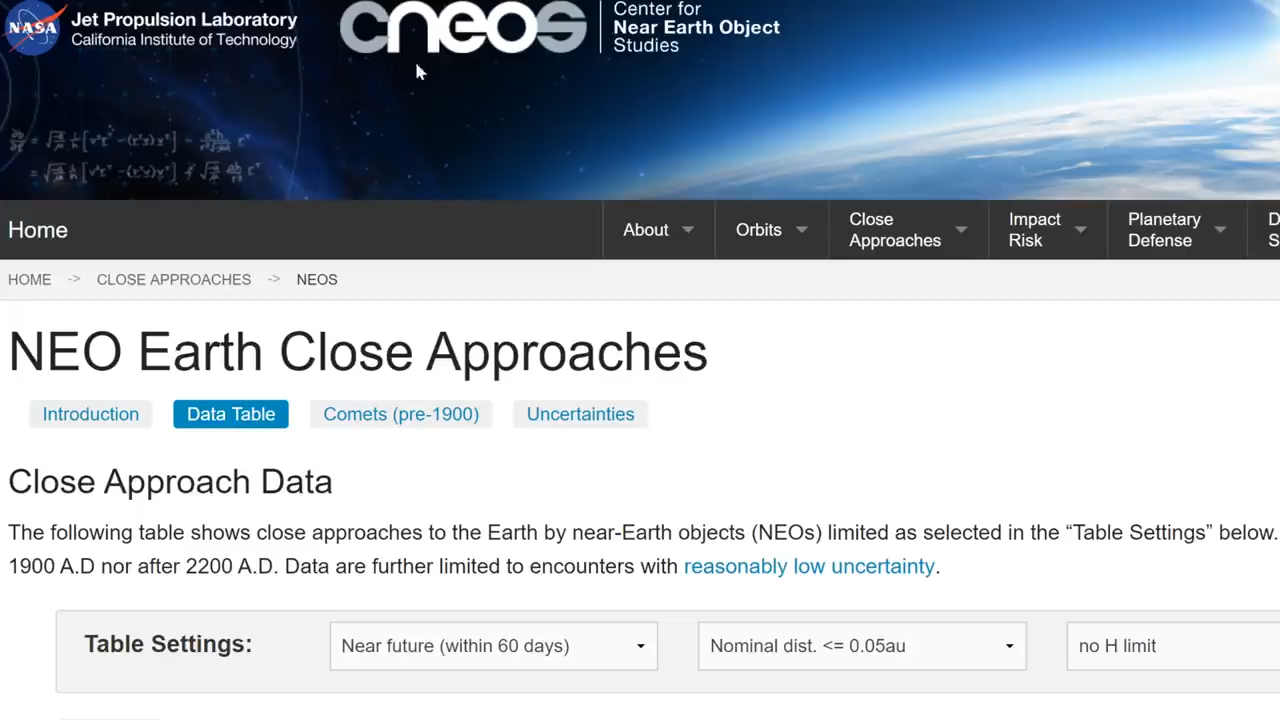 NASA
Jet Propulsion Laboratory
California Institute of Technology
cneos
Center for
Near Earth Object
Studies
Home
About
Orbits
Close
Approaches
Impact
Risk
Planetary
Defense
HOME -> CLOSE APPROACHES -> NEOS
NEO Earth Close Approaches
Introduction
Data Table
Comets (pre-1900)
Uncertainties
Close Approach Data
The following table shows close approaches to the Earth by near-Earth objects (NEOs) limited as selected in the “Table Settings” below.
1900 A.D nor after 2200 A.D. Data are further limited to encounters with reasonably low uncertainty.
Table Settings:
Near future (within 60 days)
Nominal dist. <= 0.05au
no H limit